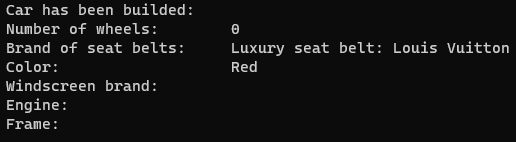 Car has been builded:
Number of wheels: 0
Brand of seat belts: Luxury seat belt: Louis Vuitton
Color: Red
Windscreen brand:
Engine:
Frame: